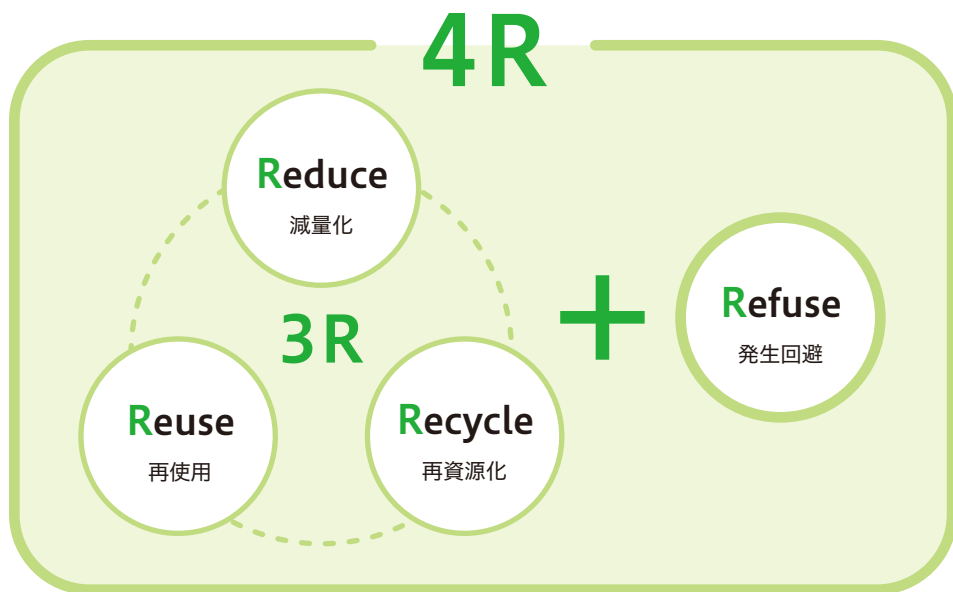 4R
Reduce
減量化
3R
Reuse
再使用
Recycle
再資源化
+
Refuse
発生回避